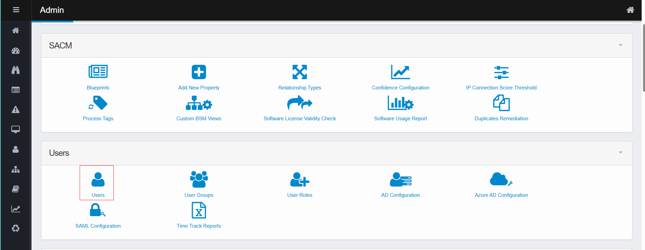 Admin
SACM
Blueprints
Add New Property
Relationship Types
Confidence Configuration
IP Connection Score Threshold
Process Tags
Custom BSM Views
Software License Validity Check
Software Usage Report
Duplicates Remediation
Users
Users
User Groups
User Roles
AD Configuration
Azure AD Configuration
SAML Configuration
Time Track Reports